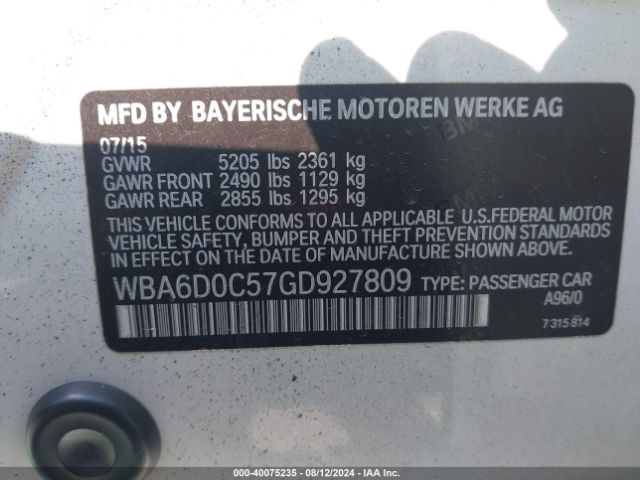 MFD BY BAYERISCHE MOTOREN WERKE AG
07/15
GVWR 5205 lbs 2361 kg
GAWR FRONT 2490 lbs 1129 kg
GAWR REAR 2855 lbs 1295 kg
THIS VEHICLE CONFORMS TO ALL APPLICABLE U.S.FEDERAL MOTOR
VEHICLE SAFETY, BUMPER AND THEFT PREVENTION STANDARDS
IN EFFECT ON THE DATE OF MANUFACTURE SHOWN ABOVE.
WBA6D0C57GD927809 TYPE: PASSENGER CAR
A96/0
7 315 814
000-40075235 - 08/12/2024 - IAA, Inc.